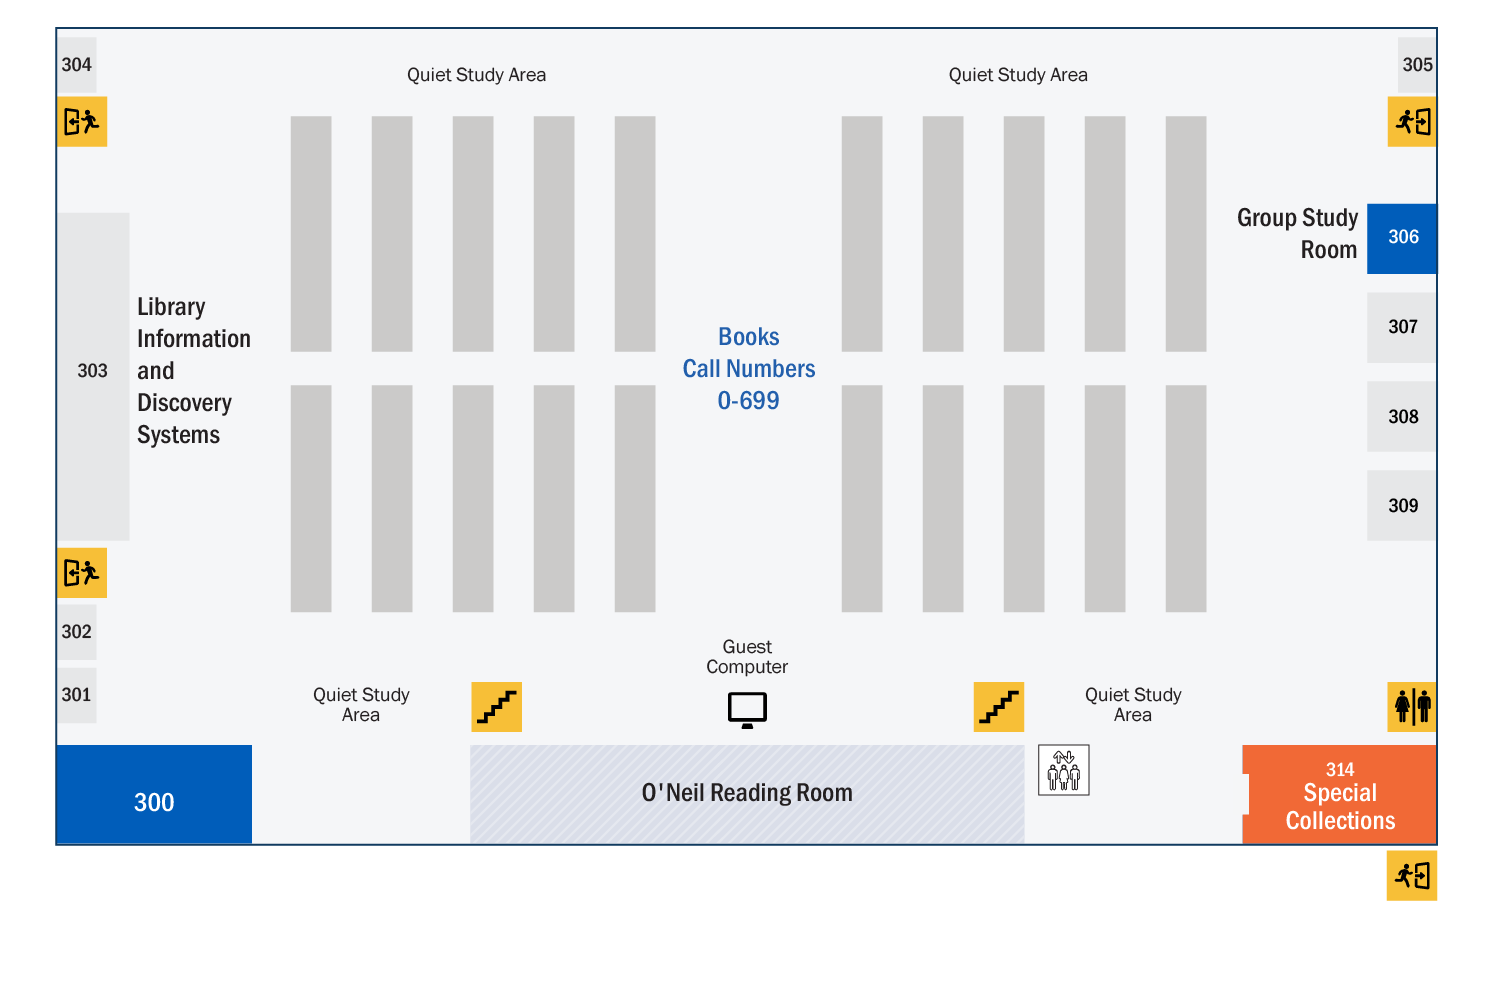 304
Quiet Study Area
Quiet Study Area
305
Group Study
Room
306
Library
Information
and
Discovery
Systems
303
Books
Call Numbers
0-699
307
308
309
302
301
Guest
Computer
Quiet Study
Area
Quiet Study
Area
300
O'Neil Reading Room
314
Special
Collections